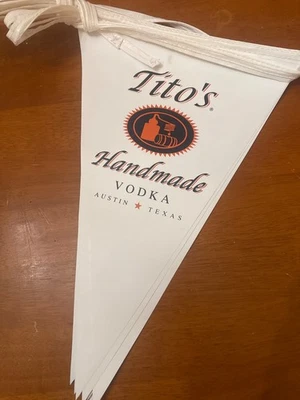 Tito's
Handmade
VODKA
AUSTIN ★ TEXAS